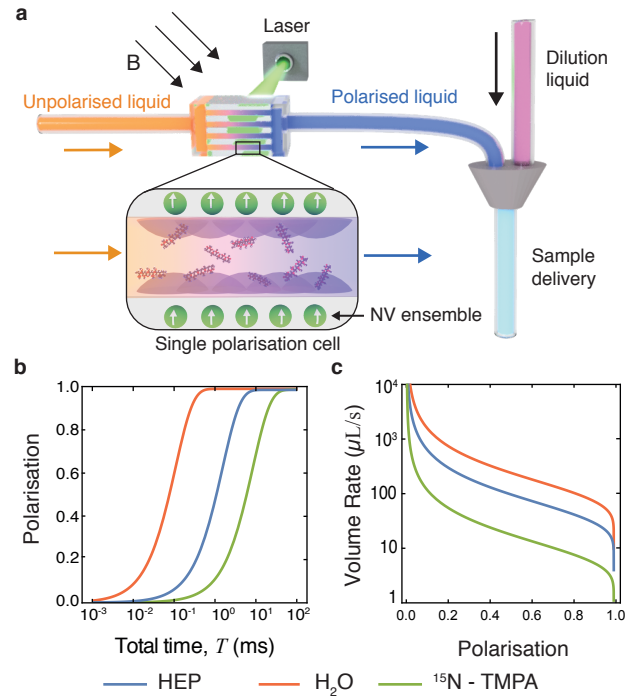 a
B
Laser
Unpolarised liquid
Polarised liquid
Dilution
liquid
Sample
delivery
NV ensemble
Single polarisation cell
b
Polarisation
1.0
0.8
0.6
0.4
0.2
0.0
10⁻³
10⁻²
10⁻¹
10⁰
10¹
10²
Total time, T (ms)
c
Volume Rate (μL/s)
10⁴
10³
100
10
1
0.0
0.2
0.4
0.6
0.8
1.0
Polarisation
HEP
H₂O
¹⁵N - TMPA